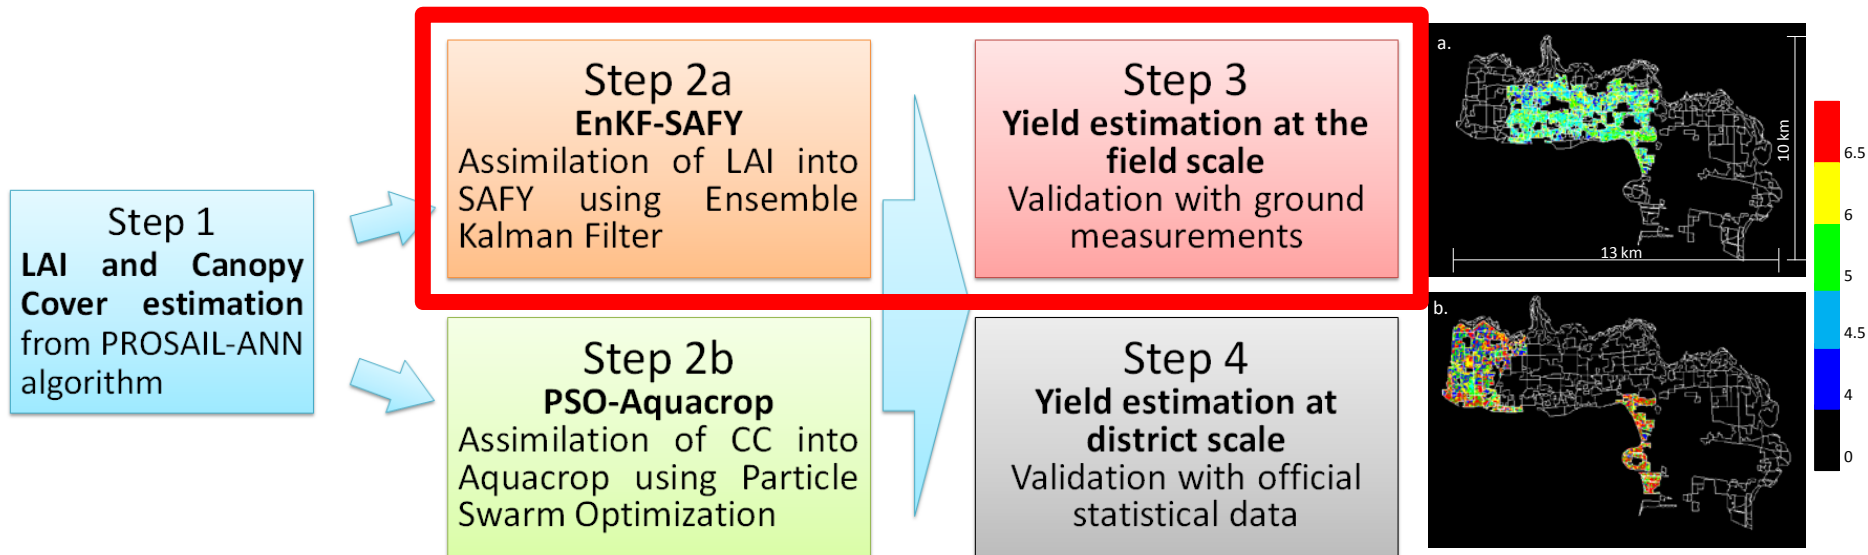 Step 1
LAI and Canopy
Cover estimation
from PROSAIL-ANN
algorithm
Step 2a
EnKF-SAFY
Assimilation of LAI into
SAFY using Ensemble
Kalman Filter
Step 2b
PSO-Aquacrop
Assimilation of CC into
Aquacrop using Particle
Swarm Optimization
Step 3
Yield estimation at the
field scale
Validation with ground
measurements
Step 4
Yield estimation at
district scale
Validation with official
statistical data
a.
10 km
13 km
b.
6.5
6
5
4.5
4
0